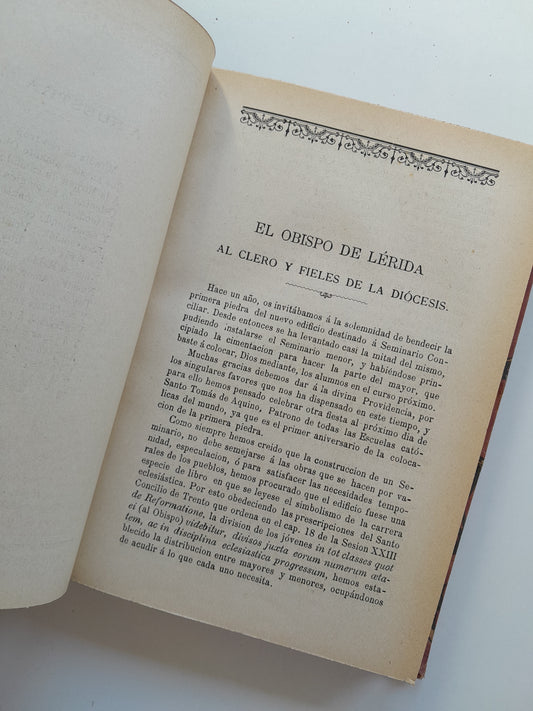 EL OBISPO DE LÉRIDA
AL CLERO Y FIELES DE LA DIÓCESIS.
Hace un año, os invitábamos á la solemnidad de bendecir la
primera piedra del nuevo edificio destinado á Seminario Con-
ciliar. Desde entonces se ha levantado casi la mitad del mismo,
pudiendo instalarse el Seminario menor, y habiéndose prin-
cipiado la cimentacion para hacer la parte del mayor, que
bastе á colocar, Dios mediante, los alumnos en el curso próximo.
Muchas gracias debemos dar á la divina Providencia, por
los singulares favores que nos ha dispensado en este tiempo, y
para ello hemos pensado celebrar otra fiesta al próximo dia de
Santo Tomás de Aquino, Patrono de todas las Escuelas cató-
licas del mundo, ya que es el primer aniversario de la coloca-
cion de la primera piedra.
Como siempre hemos creido que la construccion de un Se-
minario, no debe semejarse á las obras que se hacen por va-
nidad, especulacion, ó para satisfacer las necesidades tempo-
rales de los pueblos, hemos procurado que el edificio fuese una
especie de libro en que se leyese el simbolismo de la carrera
eclesiástica. Por esto obedeciendo las prescripciones del Santo
Concilio de Trento que ordena en el cap. 18 de la Sesion XXIII
de Reformatione, la division de los jóvenes in tot classes quot
ei (al Obispo) videbitur, divisos juxta eorum numerum æta-
tem, ac in disciplina eclesiastica progressum, hemos esta-
blecido la distribucion entre mayores y menores, ocupándonos
de acudir á lo que cada uno necesita.